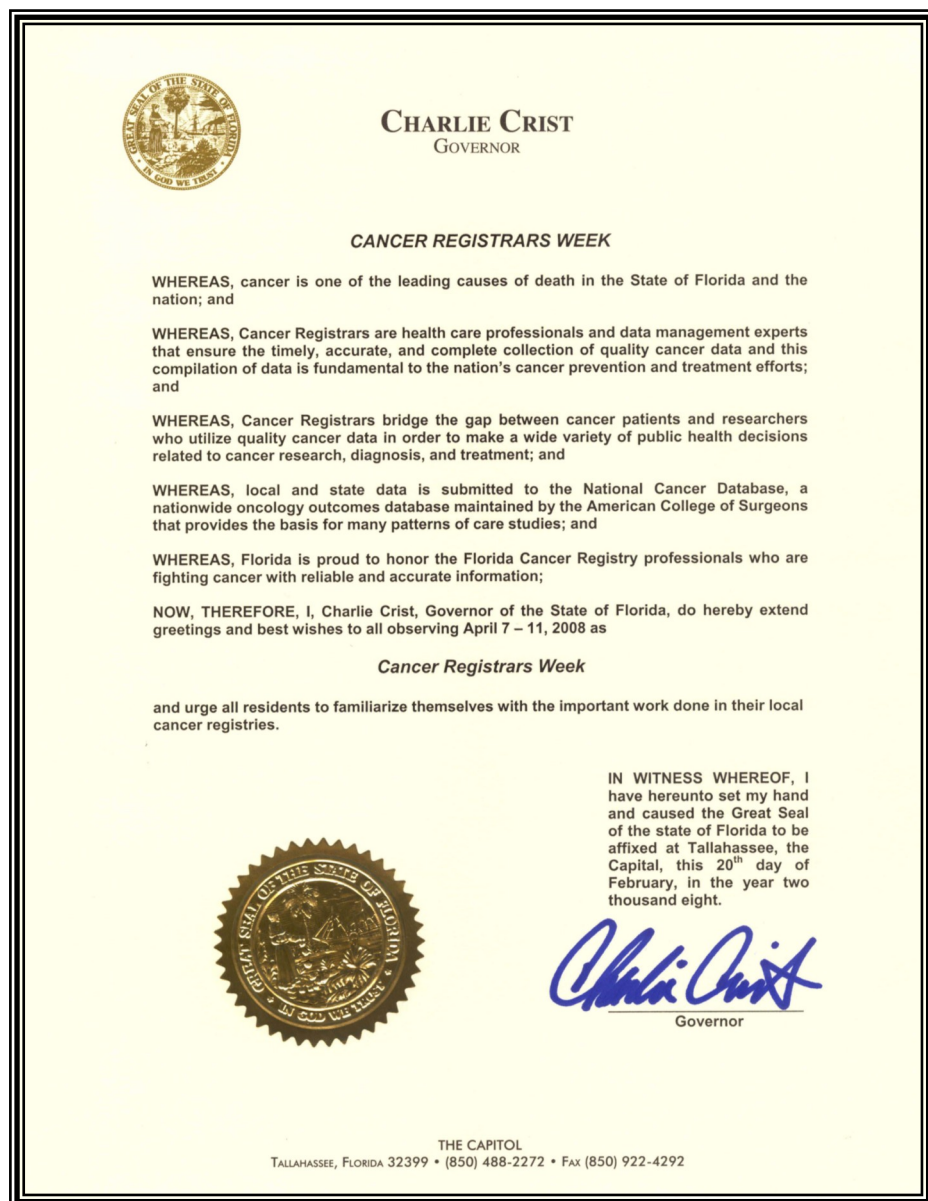 GREAT SEAL OF THE STATE OF FLORIDA
IN GOD WE TRUST
CHARLIE CRIST
GOVERNOR
CANCER REGISTRARS WEEK
WHEREAS, cancer is one of the leading causes of death in the State of Florida and the
nation; and
WHEREAS, Cancer Registrars are health care professionals and data management experts
that ensure the timely, accurate, and complete collection of quality cancer data and this
compilation of data is fundamental to the nation's cancer prevention and treatment efforts;
and
WHEREAS, Cancer Registrars bridge the gap between cancer patients and researchers
who utilize quality cancer data in order to make a wide variety of public health decisions
related to cancer research, diagnosis, and treatment; and
WHEREAS, local and state data is submitted to the National Cancer Database, a
nationwide oncology outcomes database maintained by the American College of Surgeons
that provides the basis for many patterns of care studies; and
WHEREAS, Florida is proud to honor the Florida Cancer Registry professionals who are
fighting cancer with reliable and accurate information;
NOW, THEREFORE, I, Charlie Crist, Governor of the State of Florida, do hereby extend
greetings and best wishes to all observing April 7 – 11, 2008 as
Cancer Registrars Week
and urge all residents to familiarize themselves with the important work done in their local
cancer registries.
IN WITNESS WHEREOF, I
have hereunto set my hand
and caused the Great Seal
of the state of Florida to be
affixed at Tallahassee, the
Capital, this 20th day of
February, in the year two
thousand eight.
GREAT SEAL OF THE STATE OF FLORIDA
IN GOD WE TRUST
Charlie Crist
Governor
THE CAPITOL
TALLAHASSEE, FLORIDA 32399 • (850) 488-2272 • FAX (850) 922-4292